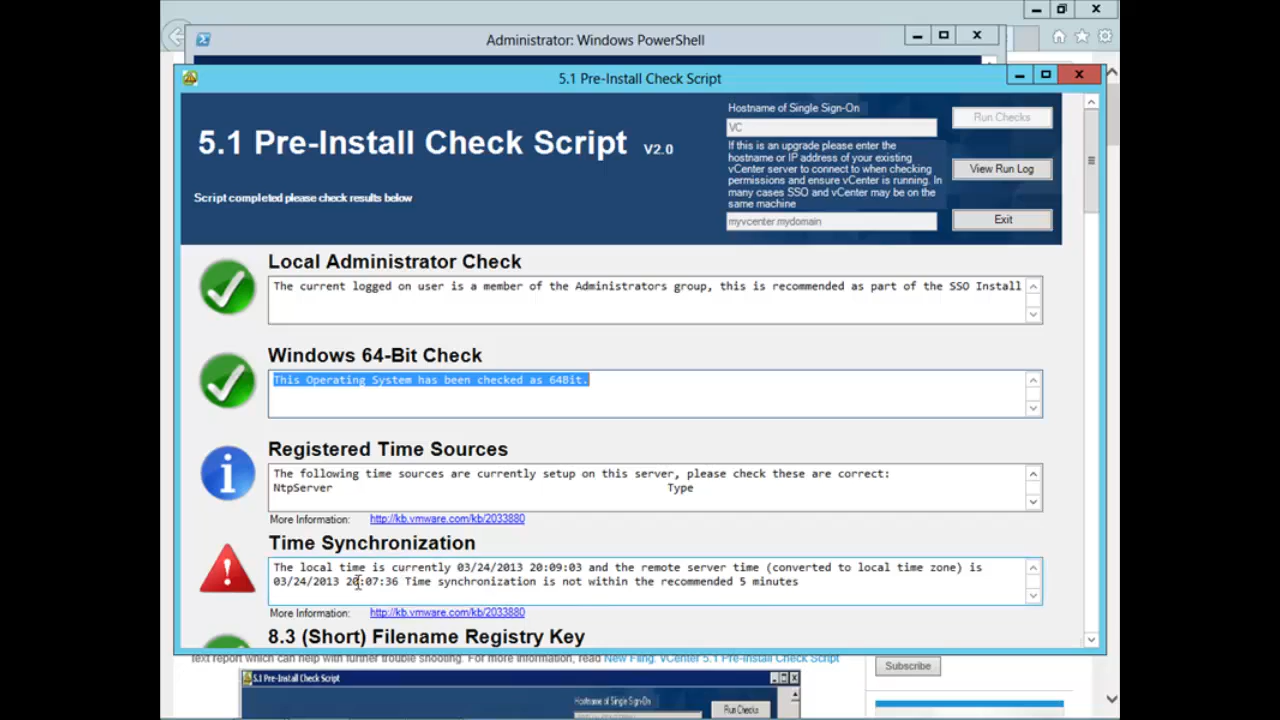 Administrator: Windows PowerShell
5.1 Pre-Install Check Script
5.1 Pre-Install Check Script V2.0
Script completed please check results below
Hostname of Single Sign-On
VC
If this is an upgrade please enter the
hostname or IP address of your existing
vCenter server to connect to when checking
permissions and ensure vCenter is running. In
many cases SSO and vCenter may be on the
same machine
myvcenter.mydomain
Run Checks
View Run Log
Exit
Local Administrator Check
The current logged on user is a member of the Administrators group, this is recommended as part of the SSO Install
Windows 64-Bit Check
This Operating System has been checked as 64Bit.
Registered Time Sources
The following time sources are currently setup on this server, please check these are correct:
NtpServer Type
More Information: http://kb.vmware.com/kb/2033880
Time Synchronization
The local time is currently 03/24/2013 20:09:03 and the remote server time (converted to local time zone) is
03/24/2013 20:07:36 Time synchronization is not within the recommended 5 minutes
More Information: http://kb.vmware.com/kb/2033880
8.3 (Short) Filename Registry Key
text report which can help with further trouble shooting. For more information, read New Fling: vCenter 5.1 Pre-Install Check Script
Subscribe
5.1 Pre-Install Check Script
Hostname of Single Sign-On
Run Checks